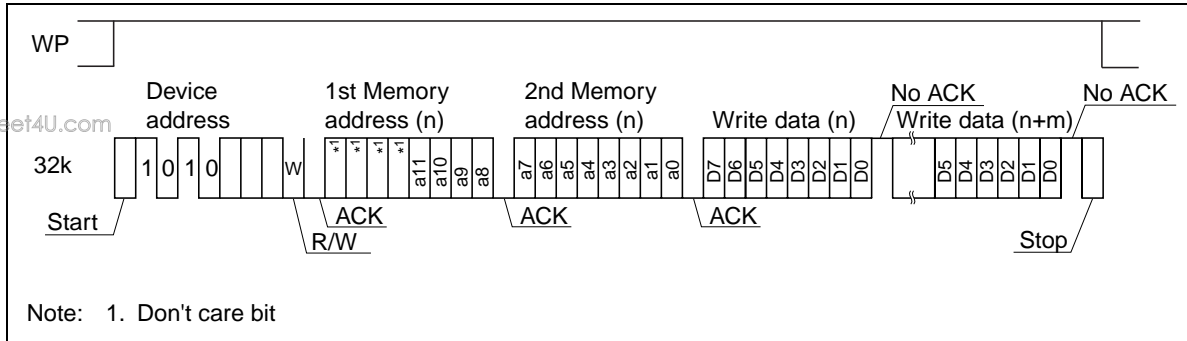 WP
Device address
1st Memory address (n)
2nd Memory address (n)
Write data (n)
No ACK
Write data (n+m)
No ACK
eet4U.com
32k
1 0 1 0 W *1 *1 *1 *1 a11 a10 a9 a8 a7 a6 a5 a4 a3 a2 a1 a0 D7 D6 D5 D4 D3 D2 D1 D0 D5 D4 D3 D2 D1 D0
Start
R/W
ACK
ACK
ACK
Stop
Note: 1. Don't care bit